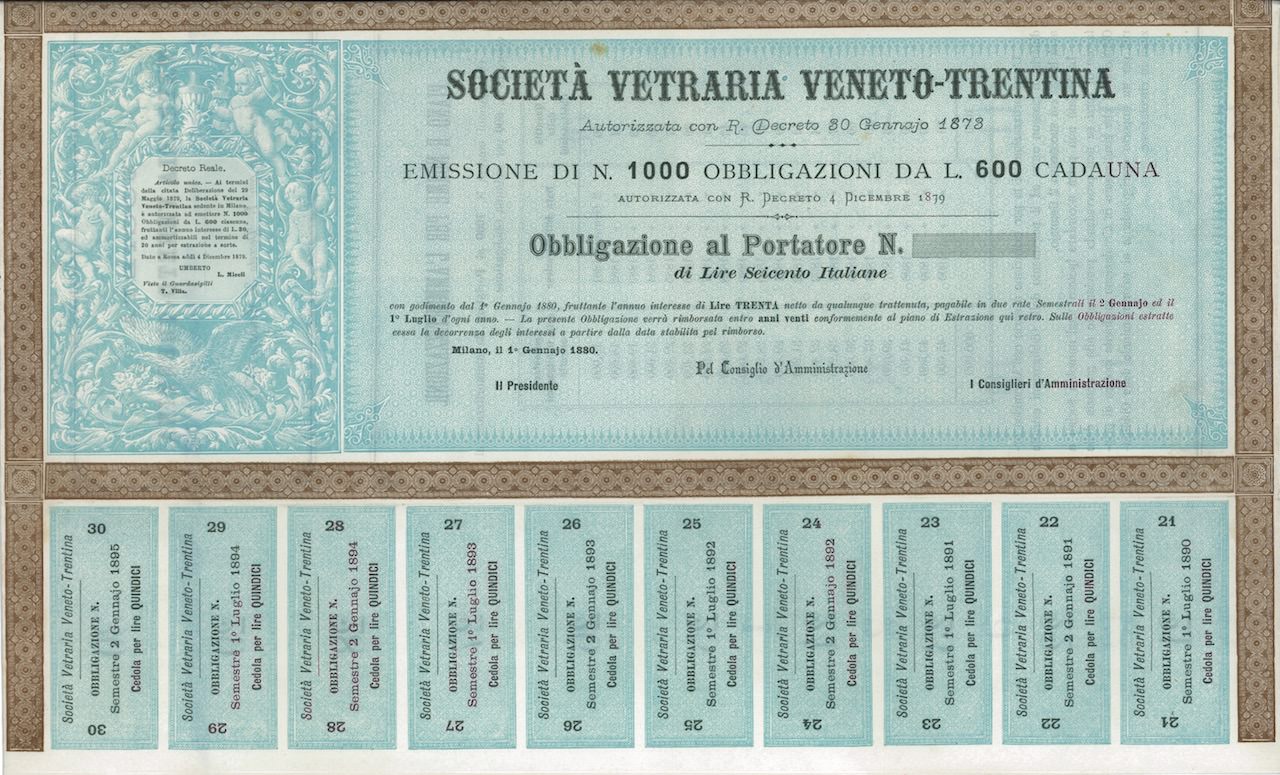 SOCIETÀ VETRARIA VENETO-TRENTINA
Autorizzata con R. Decreto 30 Gennajo 1873
EMISSIONE DI N. 1000 OBBLIGAZIONI DA L. 600 CADAUNA
AUTORIZZATA CON R. DECRETO 4 DICEMBRE 1879
Obbligazione al Portatore N.
di Lire Seicento Italiane
con godimento dal 1º Gennajo 1880, fruttante l'annuo interesse di Lire TRENTA netto da qualunque trattenuta, pagabile in due rate Semestrali il 2 Gennajo ed il
1º Luglio d'ogni anno. — La presente Obbligazione verrà rimborsata entro anni venti conformemente al piano di Estrazione quì retro. Sulle Obbligazioni estratte
cessa la decorrenza degli interessi a partire dalla data stabilita pel rimborso.
Milano, il 1º Gennajo 1880.
Pel Consiglio d'Amministrazione
Il Presidente
I Consiglieri d'Amministrazione
Decreto Reale.
Articolo unico. — Ai termini
della citata Deliberazione del 29
Maggio 1879, la Società Vetraria
Veneto-Trentina sedente in Milano,
è autorizzata ad emettere N. 1000
Obbligazioni da L. 600 ciascuna,
fruttanti l'annuo interesse di L. 30,
ed ammortizzabili nel termine di
20 anni per estrazione a sorte.
Dato a Roma addì 4 Dicembre 1879.
UMBERTO
L. Miceli
Visto il Guardasigilli
T. Villa.
30
Società Vetraria Veneto-Trentina
OBBLIGAZIONE N.
Semestre 2 Gennajo 1895
Cedola per lire QUINDICI
30
29
Società Vetraria Veneto-Trentina
OBBLIGAZIONE N.
Semestre 1º Luglio 1894
Cedola per lire QUINDICI
29
28
Società Vetraria Veneto-Trentina
OBBLIGAZIONE N.
Semestre 2 Gennajo 1894
Cedola per lire QUINDICI
28
27
Società Vetraria Veneto-Trentina
OBBLIGAZIONE N.
Semestre 1º Luglio 1893
Cedola per lire QUINDICI
27
26
Società Vetraria Veneto-Trentina
OBBLIGAZIONE N.
Semestre 2 Gennajo 1893
Cedola per lire QUINDICI
26
25
Società Vetraria Veneto-Trentina
OBBLIGAZIONE N.
Semestre 1º Luglio 1892
Cedola per lire QUINDICI
25
24
Società Vetraria Veneto-Trentina
OBBLIGAZIONE N.
Semestre 2 Gennajo 1892
Cedola per lire QUINDICI
24
23
Società Vetraria Veneto-Trentina
OBBLIGAZIONE N.
Semestre 1º Luglio 1891
Cedola per lire QUINDICI
23
22
Società Vetraria Veneto-Trentina
OBBLIGAZIONE N.
Semestre 2 Gennajo 1891
Cedola per lire QUINDICI
22
21
Società Vetraria Veneto-Trentina
OBBLIGAZIONE N.
Semestre 1º Luglio 1890
Cedola per lire QUINDICI
21